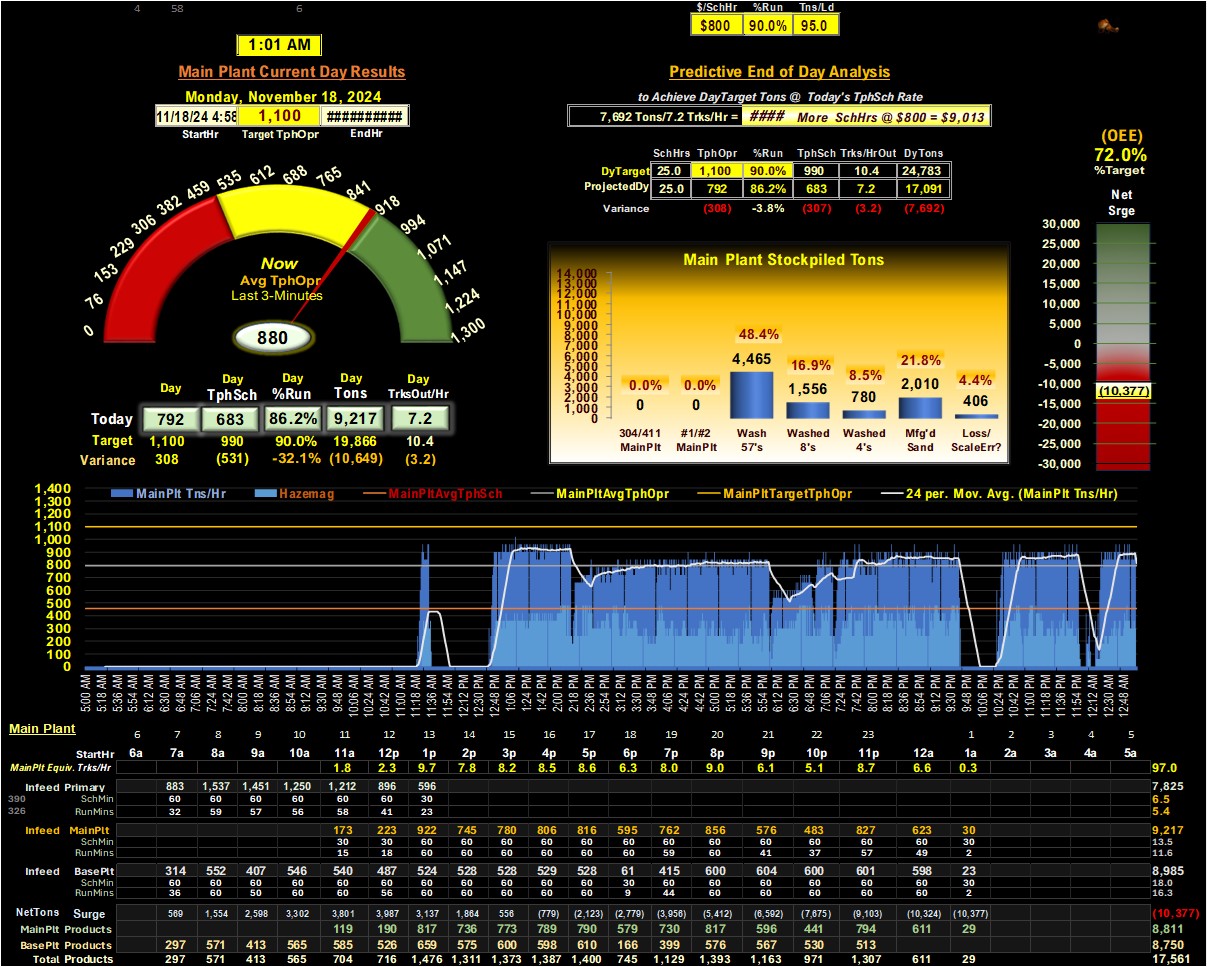 4 58 6
$/SchHr %Run Tns/Ld
$800 90.0% 95.0
1:01 AM
Main Plant Current Day Results
Predictive End of Day Analysis
Monday, November 18, 2024
to Achieve DayTarget Tons @ Today's TphSch Rate
11/18/24 4:58 1,100 ##########
7,692 Tons/7.2 Trks/Hr = #### More SchHrs @ $800 = $9,013
StartHr Target TphOpr EndHr
(OEE)
72.0%
%Target
SchHrs TphOpr %Run TphSch Trks/HrOut DyTons
DyTarget 25.0 1,100 90.0% 990 10.4 24,783
ProjectedDy 25.0 792 86.2% 683 7.2 17,091
Variance (308) -3.8% (307) (3.2) (7,692)
Net
Srge
30,000
25,000
20,000
15,000
10,000
5,000
0
-5,000
-10,000
(10,377)
-15,000
-20,000
-25,000
-30,000
0 76 153 229 306 382 459 535 612 688 765 841 918 994 1,071 1,147 1,224 1,300
Now
Avg TphOpr
Last 3-Minutes
880
Main Plant Stockpiled Tons
14,000
13,000
12,000
11,000
10,000
9,000
8,000
7,000
6,000
5,000
4,000
3,000
2,000
1,000
0
0.0% 0.0% 48.4% 16.9% 8.5% 21.8% 4.4%
0 0 4,465 1,556 780 2,010 406
304/411 #1/#2 Wash Washed Washed Mfg'd Loss/
MainPlt MainPlt 57's 8's 4's Sand ScaleErr?
Day Day Day Day Day
TphSch %Run Tons TrksOut/Hr
Today 792 683 86.2% 9,217 7.2
Target 1,100 990 90.0% 19,866 10.4
Variance 308 (531) -32.1% (10,649) (3.2)
MainPlt Tns/Hr Hazemag MainPltAvgTphSch MainPltAvgTphOpr MainPltTargetTphOpr 24 per. Mov. Avg. (MainPlt Tns/Hr)
1,400
1,300
1,200
1,100
1,000
900
800
700
600
500
400
300
200
100
0
5:00 AM 5:18 AM 5:36 AM 5:54 AM 6:12 AM 6:30 AM 6:48 AM 7:06 AM 7:24 AM 7:42 AM 8:00 AM 8:18 AM 8:36 AM 8:54 AM 9:12 AM 9:30 AM 9:48 AM 10:06 AM 10:24 AM 10:42 AM 11:00 AM 11:18 AM 11:36 AM 11:54 AM 12:12 PM 12:30 PM 12:48 PM 1:06 PM 1:24 PM 1:42 PM 2:00 PM 2:18 PM 2:36 PM 2:54 PM 3:12 PM 3:30 PM 3:48 PM 4:06 PM 4:24 PM 4:42 PM 5:00 PM 5:18 PM 5:36 PM 5:54 PM 6:12 PM 6:30 PM 6:48 PM 7:06 PM 7:24 PM 7:42 PM 8:00 PM 8:18 PM 8:36 PM 8:54 PM 9:12 PM 9:30 PM 9:48 PM 10:06 PM 10:24 PM 10:42 PM 11:00 PM 11:18 PM 11:36 PM 11:54 PM 12:12 AM 12:30 AM 12:48 AM
Main Plant
6 7 8 9 10 11 12 13 14 15 16 17 18 19 20 21 22 23 1 2 3 4 5
StartHr 6a 7a 8a 9a 10a 11a 12p 1p 2p 3p 4p 5p 6p 7p 8p 9p 10p 11p 12a 1a 2a 3a 4a 5a
MainPlt Equiv. Trks/Hr 1.8 2.3 9.7 7.8 8.2 8.5 8.6 6.3 8.0 9.0 6.1 5.1 8.7 6.6 0.3 97.0
Infeed Primary 883 1,537 1,451 1,250 1,212 896 596 7,825
390 SchMin 60 60 60 60 60 60 30 6.5
326 RunMins 32 59 57 56 58 41 23 5.4
Infeed MainPlt 173 223 922 745 780 806 816 595 762 856 576 483 827 623 30 9,217
SchMin 30 30 60 60 60 60 60 60 60 60 60 60 60 60 30 13.5
RunMins 15 18 60 60 60 60 60 60 59 60 41 37 57 49 2 11.6
Infeed BasePlt 314 552 407 546 540 487 524 528 528 529 528 61 415 600 604 600 601 598 23 8,985
SchMin 60 60 60 60 60 60 60 60 60 60 60 30 60 60 60 60 60 60 30 18.0
RunMins 36 60 50 60 60 56 60 60 60 60 60 9 44 60 60 60 60 60 2 16.3
NetTons Surge 569 1,554 2,598 3,302 3,801 3,987 3,137 1,864 556 (779) (2,123) (2,779) (3,956) (5,412) (6,592) (7,675) (9,103) (10,324) (10,377) (10,377)
MainPlt Products 119 190 817 736 773 789 790 579 730 817 596 441 794 611 29 8,811
BasePlt Products 297 571 413 565 585 526 659 575 600 598 610 166 399 576 567 530 513 8,750
Total Products 297 571 413 565 704 716 1,476 1,311 1,373 1,387 1,400 745 1,129 1,393 1,163 971 1,307 611 29 17,561